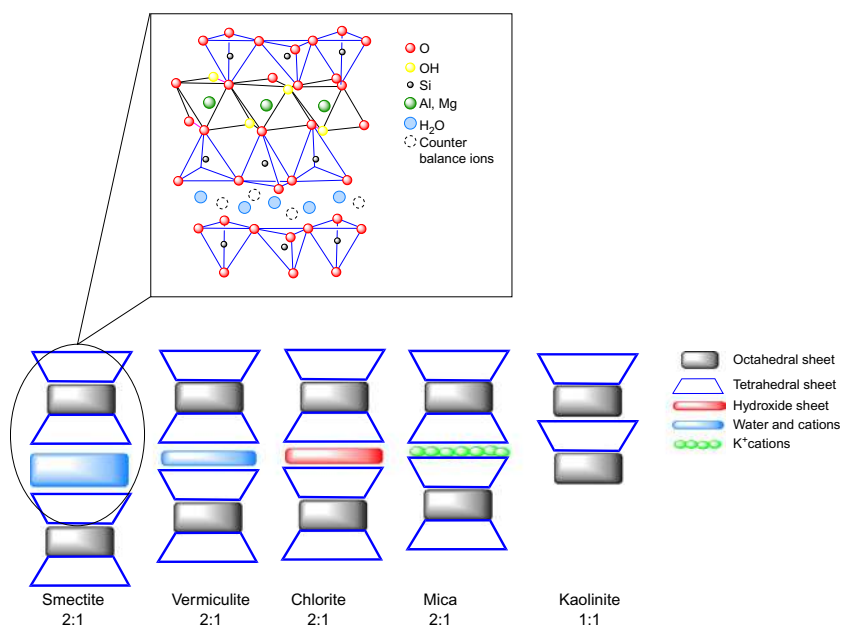 O
OH
Si
Al, Mg
H₂O
Counter
balance ions
Octahedral sheet
Tetrahedral sheet
Hydroxide sheet
Water and cations
K⁺cations
Smectite
2:1
Vermiculite
2:1
Chlorite
2:1
Mica
2:1
Kaolinite
1:1